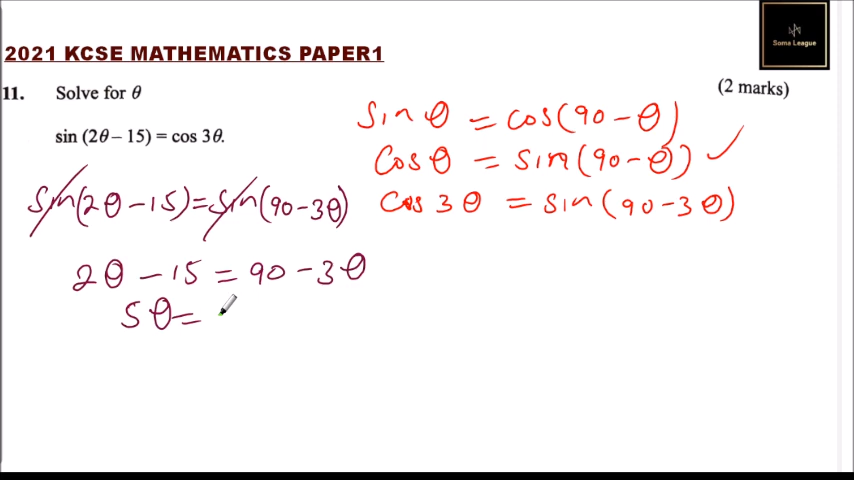 Soma League
2021 KCSE MATHEMATICS PAPER1
11. Solve for θ (2 marks)
sin (2θ – 15) = cos 3θ.
sin θ = cos(90 – θ)
cos θ = sin(90 – θ) ✓
cos 3θ = sin(90 – 3θ)
sin(2θ – 15) = sin(90 – 3θ)
2θ – 15 = 90 – 3θ
5θ =